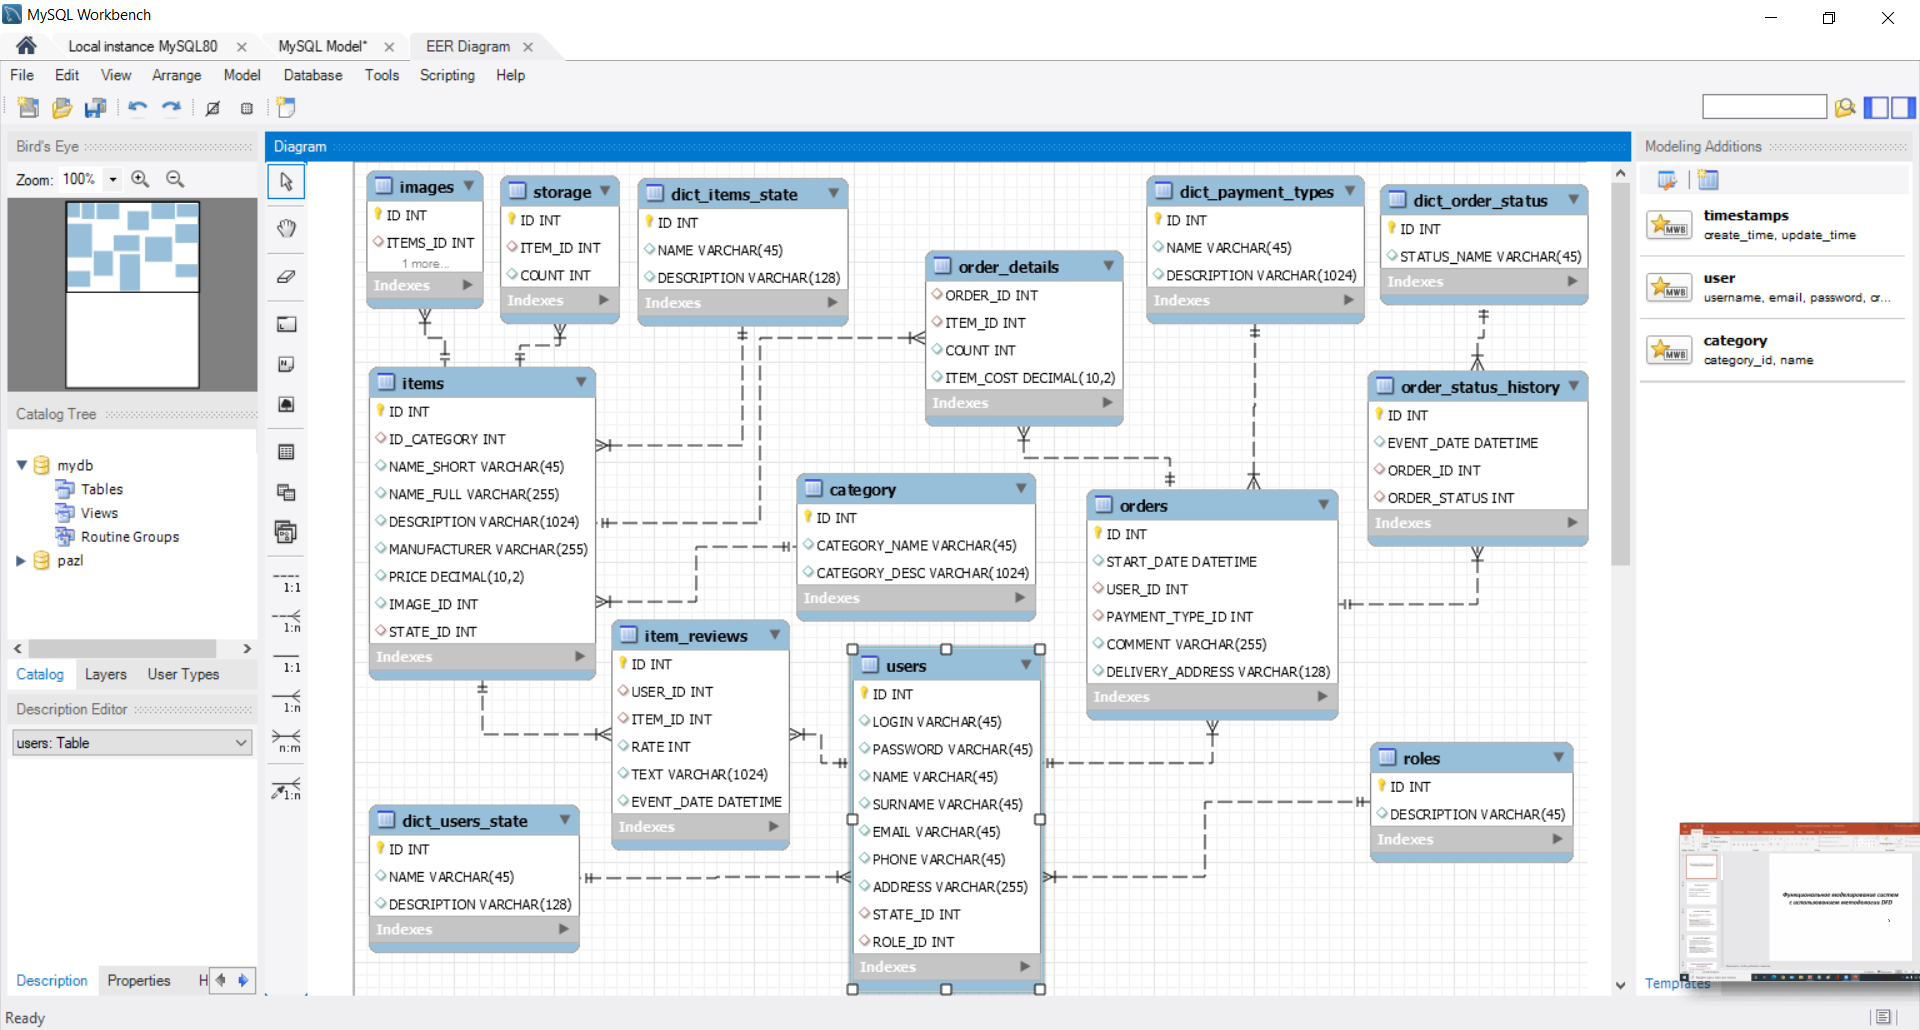 MySQL Workbench
Local instance MySQL80
MySQL Model*
EER Diagram
File Edit View Arrange Model Database Tools Scripting Help
Bird's Eye
Zoom: 100%
Catalog Tree
mydb
Tables
Views
Routine Groups
pazl
Catalog Layers User Types
Description Editor
users: Table
Description Properties H
Ready
Diagram
1:1
1:n
1:1
1:n
n:m
1:n
images
ID INT
ITEMS_ID INT
1 more...
Indexes
storage
ID INT
ITEM_ID INT
COUNT INT
Indexes
dict_items_state
ID INT
NAME VARCHAR(45)
DESCRIPTION VARCHAR(128)
Indexes
order_details
ORDER_ID INT
ITEM_ID INT
COUNT INT
ITEM_COST DECIMAL(10,2)
Indexes
dict_payment_types
ID INT
NAME VARCHAR(45)
DESCRIPTION VARCHAR(1024)
Indexes
dict_order_status
ID INT
STATUS_NAME VARCHAR(45)
Indexes
items
ID INT
ID_CATEGORY INT
NAME_SHORT VARCHAR(45)
NAME_FULL VARCHAR(255)
DESCRIPTION VARCHAR(1024)
MANUFACTURER VARCHAR(255)
PRICE DECIMAL(10,2)
IMAGE_ID INT
STATE_ID INT
Indexes
category
ID INT
CATEGORY_NAME VARCHAR(45)
CATEGORY_DESC VARCHAR(1024)
Indexes
orders
ID INT
START_DATE DATETIME
USER_ID INT
PAYMENT_TYPE_ID INT
COMMENT VARCHAR(255)
DELIVERY_ADDRESS VARCHAR(128)
Indexes
order_status_history
ID INT
EVENT_DATE DATETIME
ORDER_ID INT
ORDER_STATUS INT
Indexes
item_reviews
ID INT
USER_ID INT
ITEM_ID INT
RATE INT
TEXT VARCHAR(1024)
EVENT_DATE DATETIME
Indexes
users
ID INT
LOGIN VARCHAR(45)
PASSWORD VARCHAR(45)
NAME VARCHAR(45)
SURNAME VARCHAR(45)
EMAIL VARCHAR(45)
PHONE VARCHAR(45)
ADDRESS VARCHAR(255)
STATE_ID INT
ROLE_ID INT
Indexes
dict_users_state
ID INT
NAME VARCHAR(45)
DESCRIPTION VARCHAR(128)
Indexes
roles
ID INT
DESCRIPTION VARCHAR(45)
Indexes
Modeling Additions
MWB
timestamps
create_time, update_time
MWB
user
username, email, password, cr...
MWB
category
category_id, name
Функциональное моделирование систем
с использованием методологии DFD
Templates